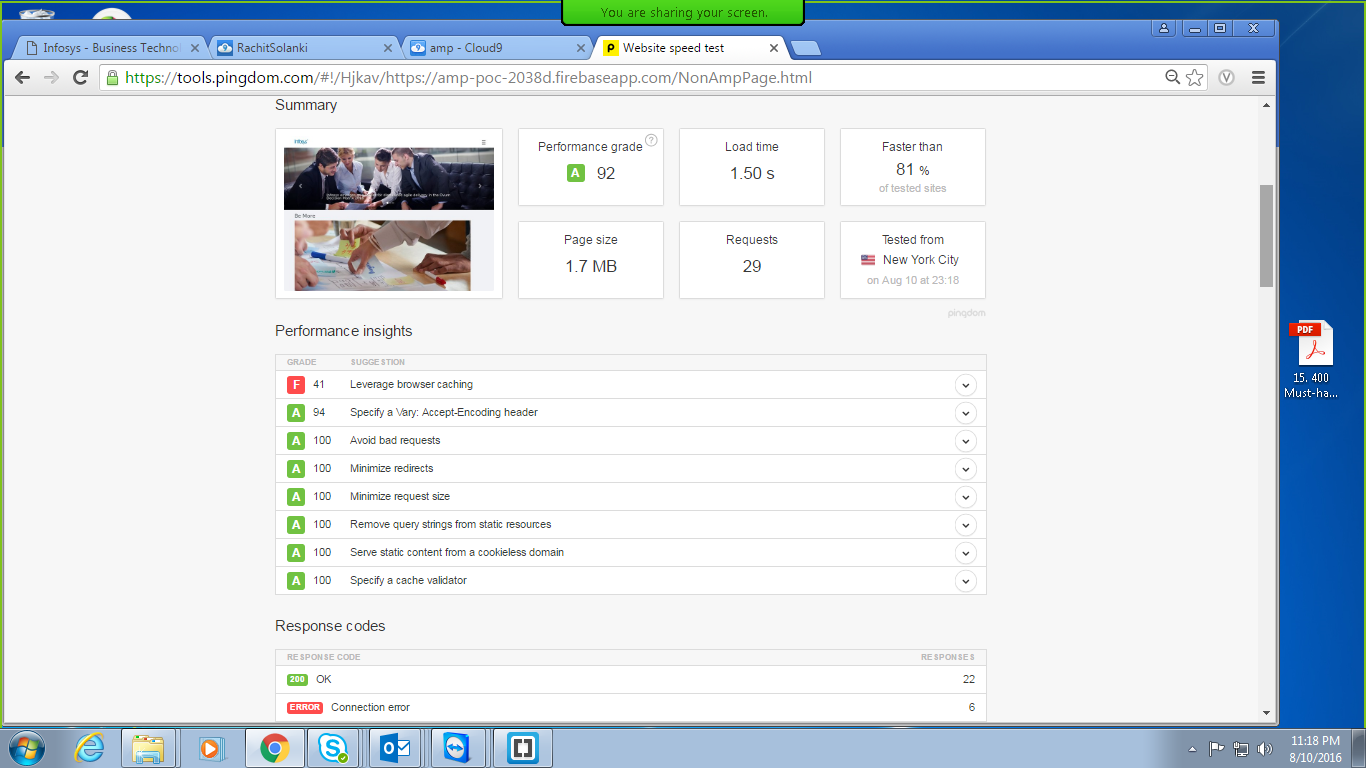 You are sharing your screen.
Infosys - Business Technol
RachitSolanki
amp - Cloud9
Website speed test
https://tools.pingdom.com/#!/Hjkav/https://amp-poc-2038d.firebaseapp.com/NonAmpPage.html
Summary
Be More
Performance grade ?
A 92
Load time
1.50 s
Faster than
81 %
of tested sites
Page size
1.7 MB
Requests
29
Tested from
New York City
on Aug 10 at 23:18
pingdom
Performance insights
GRADE SUGGESTION
F 41 Leverage browser caching
A 94 Specify a Vary: Accept-Encoding header
A 100 Avoid bad requests
A 100 Minimize redirects
A 100 Minimize request size
A 100 Remove query strings from static resources
A 100 Serve static content from a cookieless domain
A 100 Specify a cache validator
Response codes
RESPONSE CODE RESPONSES
200 OK 22
ERROR Connection error 6
PDF
15. 400
Must-ha...
11:18 PM
8/10/2016